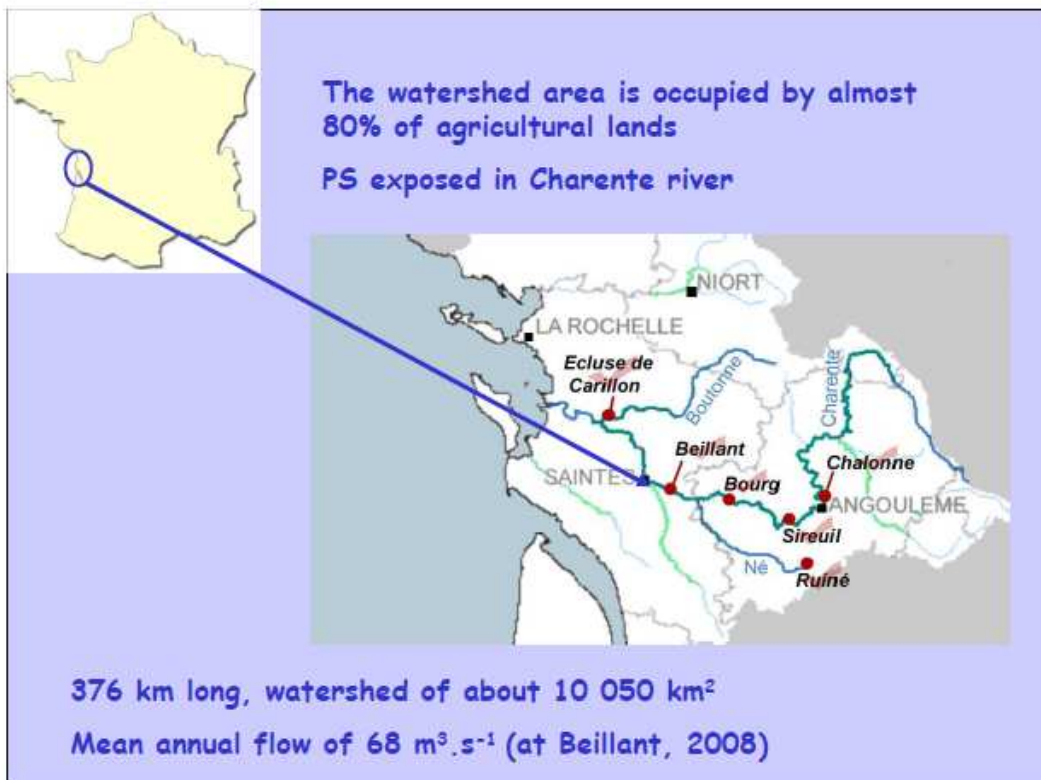 The watershed area is occupied by almost
80% of agricultural lands
PS exposed in Charente river
NIORT
LA ROCHELLE
Ecluse de
Carillon
Boutonne
Charente
Beillant
Chalonne
SAINTES
Bourg
ANGOULEME
Sireuil
Né
Ruiné
376 km long, watershed of about 10 050 km²
Mean annual flow of 68 m³.s⁻¹ (at Beillant, 2008)